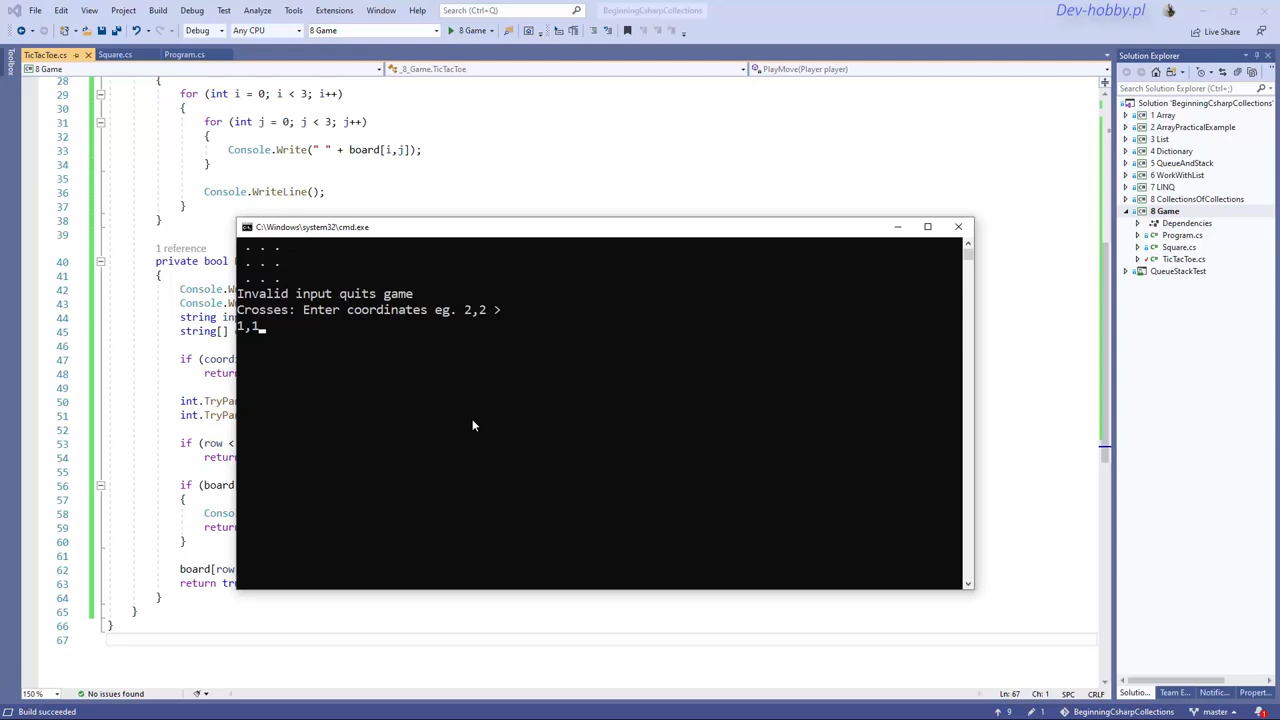 File Edit View Project Build Debug Test Analyze Tools Extensions Window Help Search (Ctrl+Q) BeginningCsharpCollections Dev-hobby.pl
Debug Any CPU 8 Game 8 Game Live Share
TicTacToe.cs Square.cs Program.cs
8 Game _8_Game.TicTacToe PlayMove(Player player)
Toolbox
28 {
29 for (int i = 0; i < 3; i++)
30 {
31 for (int j = 0; j < 3; j++)
32 {
33 Console.Write(" " + board[i,j]);
34 }
35
36 Console.WriteLine();
37 }
38 }
39
1 reference
40 private bool
41 {
42 Console.W
43 Console.W
44 string in
45 string[]
46
47 if (coord
48 retur
49
50 int.TryPa
51 int.TryPa
52
53 if (row <
54 retur
55
56 if (board
57 {
58 Conso
59 retur
60 }
61
62 board[row
63 return tr
64 }
65 }
66 }
67
C:\Windows\system32\cmd.exe
. . .
. . .
. . .
Invalid input quits game
Crosses: Enter coordinates eg. 2,2 >
1,1
Solution Explorer
Search Solution Explorer (Ctrl+;)
Solution 'BeginningCsharpCollections'
1 Array
2 ArrayPracticalExample
3 List
4 Dictionary
5 QueueAndStack
6 WorkWithList
7 LINQ
8 CollectionsOfCollections
8 Game
Dependencies
Program.cs
Square.cs
TicTacToe.cs
QueueStackTest
Solutio... Team E... Notific... Propert...
150 % No issues found Ln: 67 Ch: 1 SPC CRLF
Build succeeded 9 1 BeginningCsharpCollections master 1